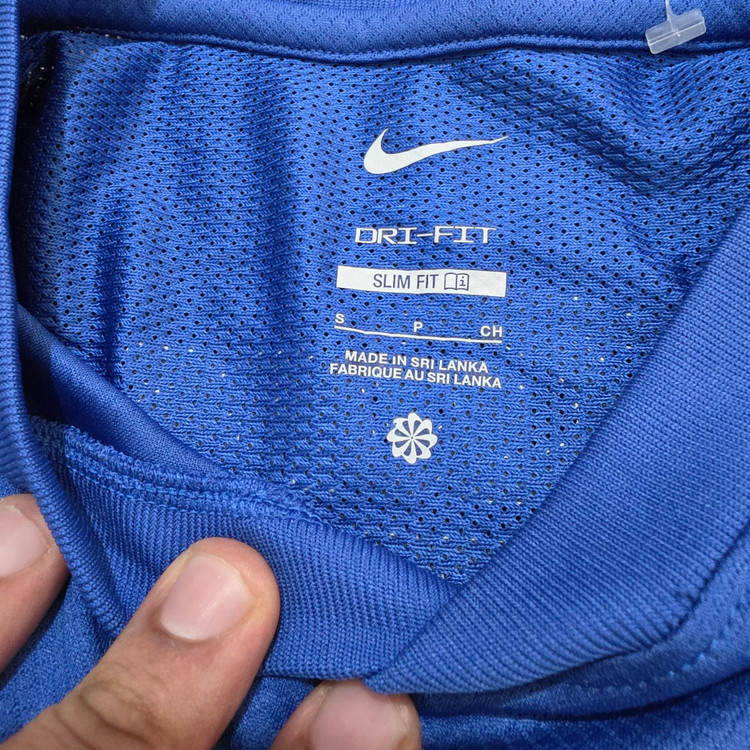 DRI-FIT
SLIM FIT
S P CH
MADE IN SRI LANKA
FABRIQUE AU SRI LANKA